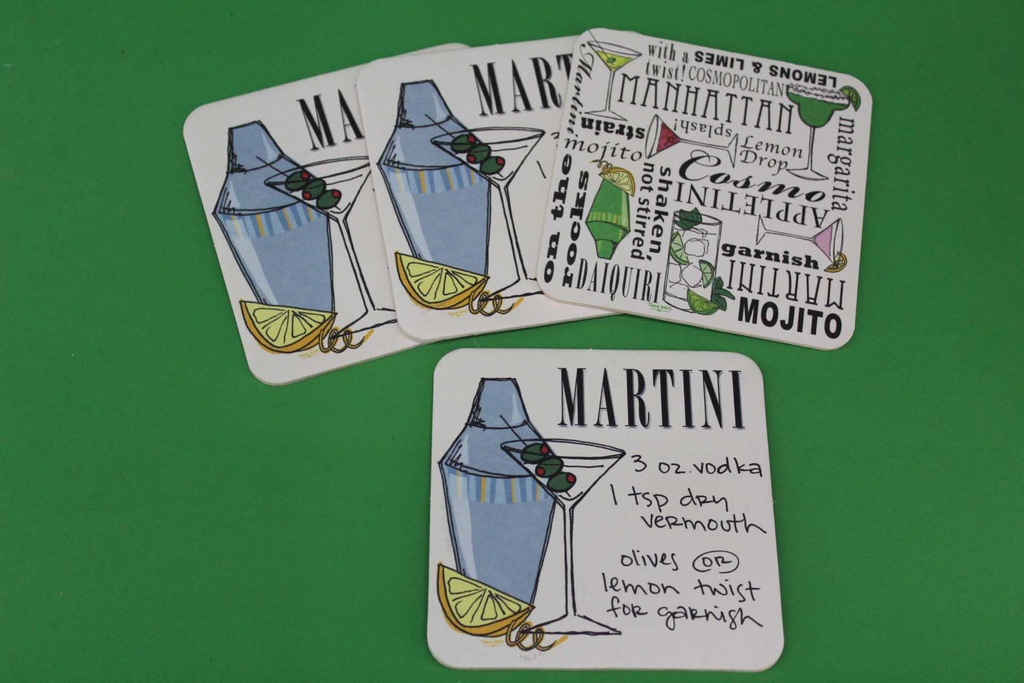 MA
MART
Martini
with a
twist!
LEMONS & LIMES
COSMOPOLITAN
MANHATTAN
splash!
strain
mojito
Lemon
Drop
margarita
Cosmo
APPLETINI
shaken,
not stirred
on the
rocks
DAIQUIRI
garnish
MARTINI
MOJITO
MARTINI
3 oz. vodka
1 tsp dry
vermouth
olives OR
lemon twist
for garnish